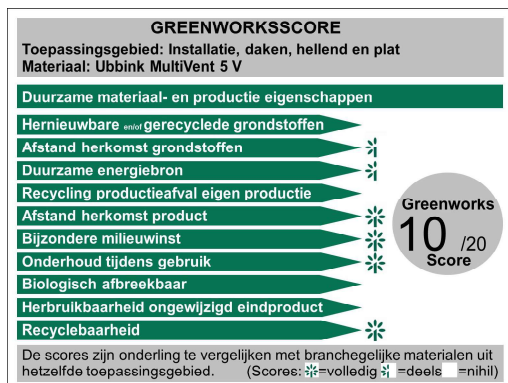 GREENWORKSSCORE
Toepassingsgebied: Installatie, daken, hellend en plat
Materiaal: Ubbink MultiVent 5 V
Duurzame materiaal- en productie eigenschappen
Hernieuwbare en/of gerecyclede grondstoffen
Afstand herkomst grondstoffen
Duurzame energiebron
Recycling productieafval eigen productie
Afstand herkomst product
Bijzondere milieuwinst
Onderhoud tijdens gebruik
Biologisch afbreekbaar
Herbruikbaarheid ongewijzigd eindproduct
Recyclebaarheid
Greenworks
10 /20
Score
De scores zijn onderling te vergelijken met branchegelijke materialen uit
hetzelfde toepassingsgebied. (Scores: =volledig =deels =nihil)